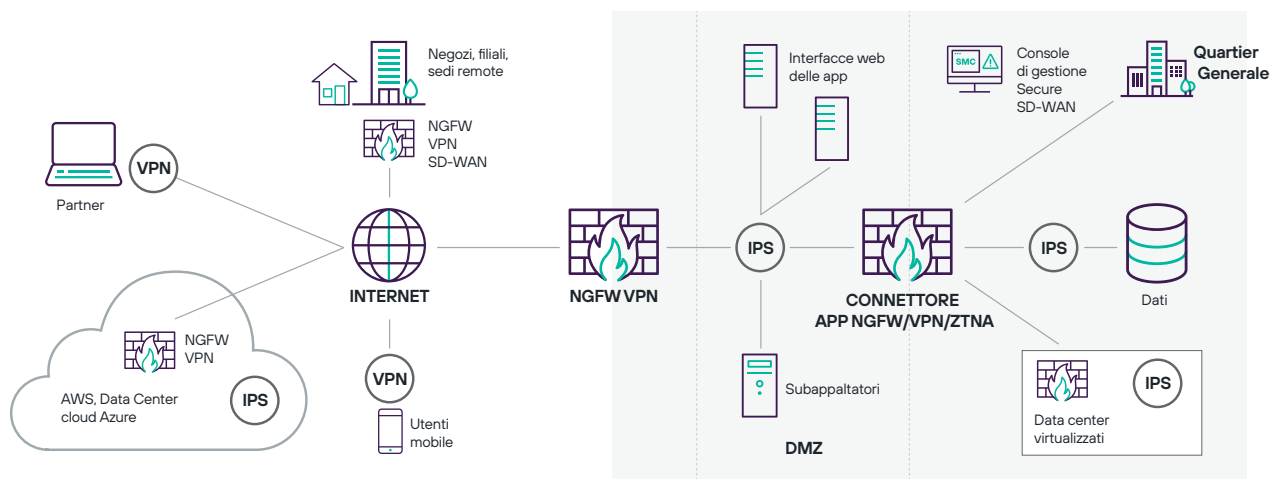 Negozi, filiali,
sedi remote
NGFW
VPN
SD-WAN
VPN
Partner
INTERNET
NGFW
VPN
AWS, Data Center
cloud Azure
IPS
VPN
Utenti
mobile
NGFW VPN
Interfacce web
delle app
IPS
Subappaltatori
DMZ
SMC
Console
di gestione
Secure
SD-WAN
Quartier
Generale
CONNETTORE
APP NGFW/VPN/ZTNA
IPS
Dati
IPS
Data center
virtualizzati